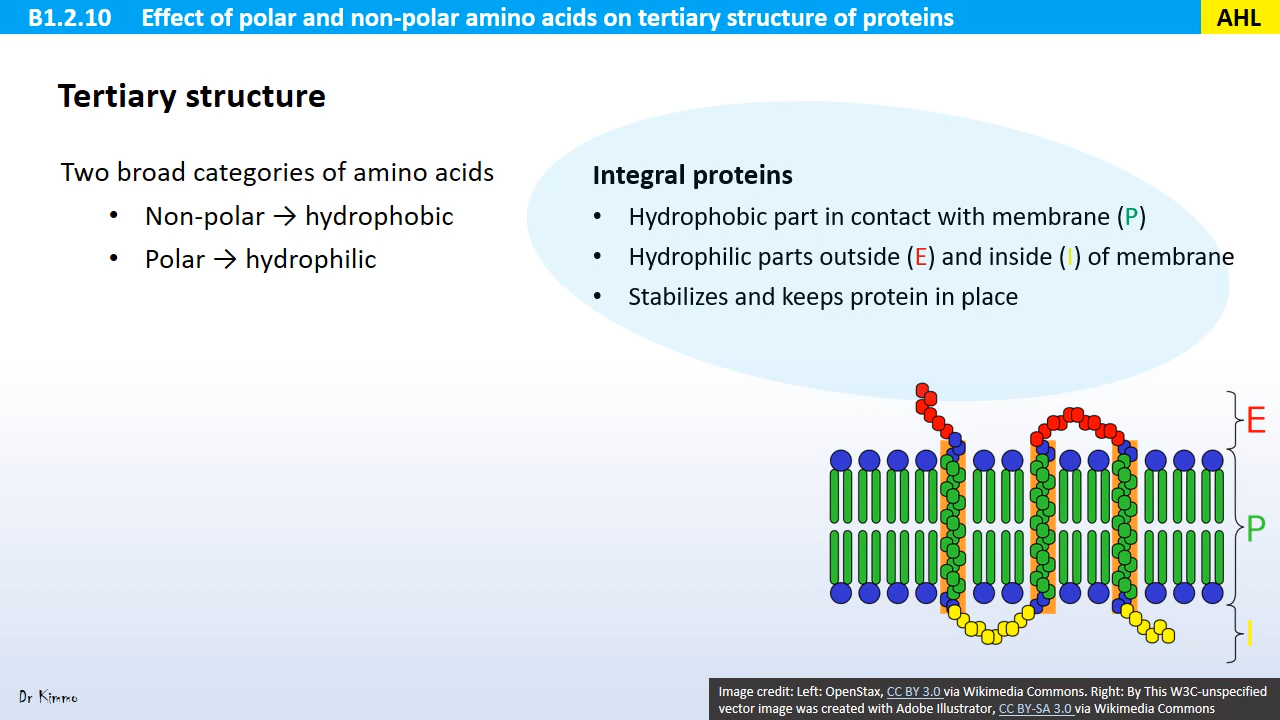 B1.2.10 Effect of polar and non-polar amino acids on tertiary structure of proteins
AHL
Tertiary structure
Two broad categories of amino acids
• Non-polar → hydrophobic
• Polar → hydrophilic
Integral proteins
• Hydrophobic part in contact with membrane (P)
• Hydrophilic parts outside (E) and inside (I) of membrane
• Stabilizes and keeps protein in place
E
P
I
Dr Kimmo
Image credit: Left: OpenStax, CC BY 3.0 via Wikimedia Commons. Right: By This W3C-unspecified
vector image was created with Adobe Illustrator, CC BY-SA 3.0 via Wikimedia Commons